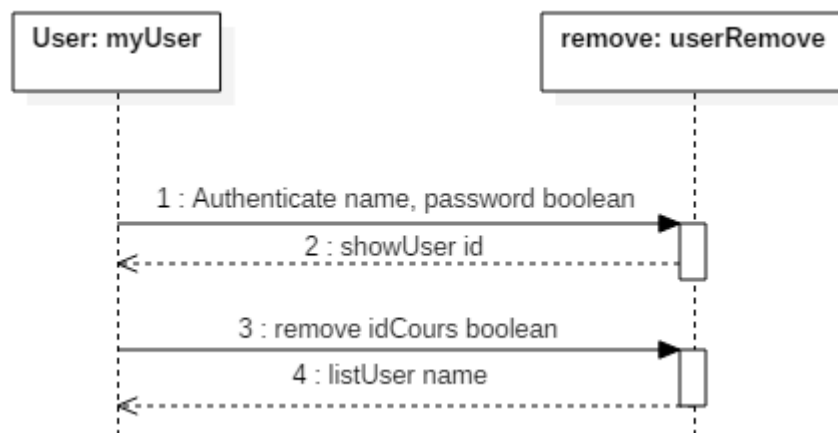 User: myUser
remove: userRemove
1 : Authenticate name, password boolean
2 : showUser id
3 : remove idCours boolean
4 : listUser name